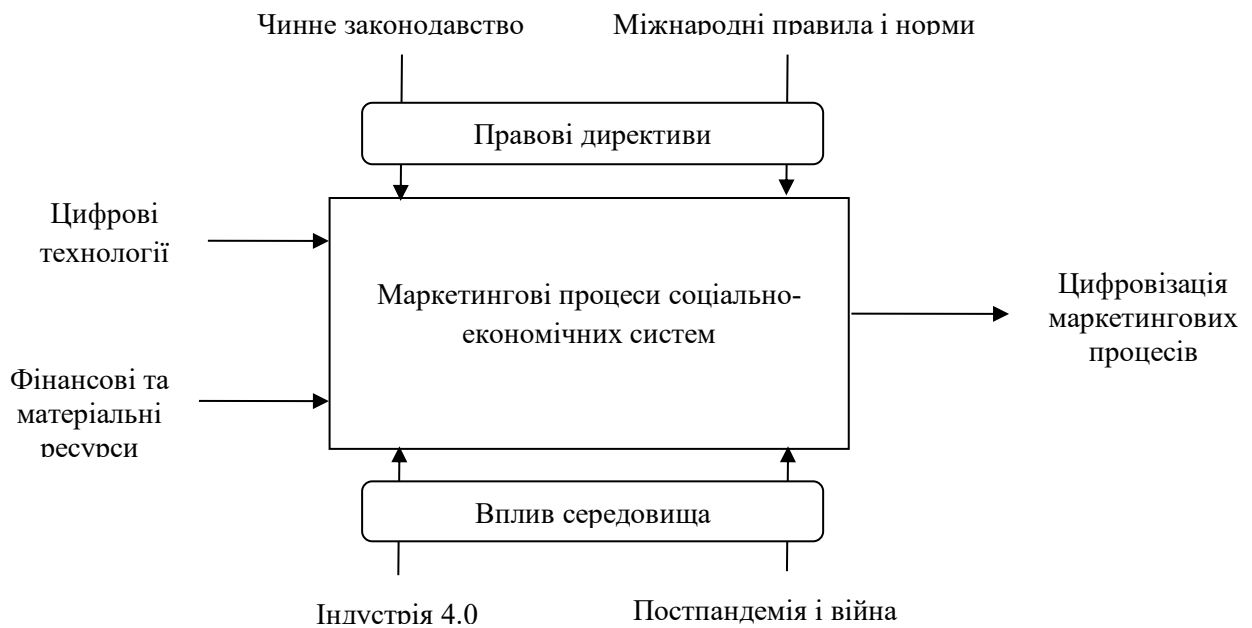 Чинне законодавство
Міжнародні правила і норми
Правові директиви
Цифрові
технології
Маркетингові процеси соціально-
економічних систем
Цифровізація
маркетингових
процесів
Фінансові та
матеріальні
ресурси
Вплив середовища
Індустрія 4.0
Постпандемія і війна